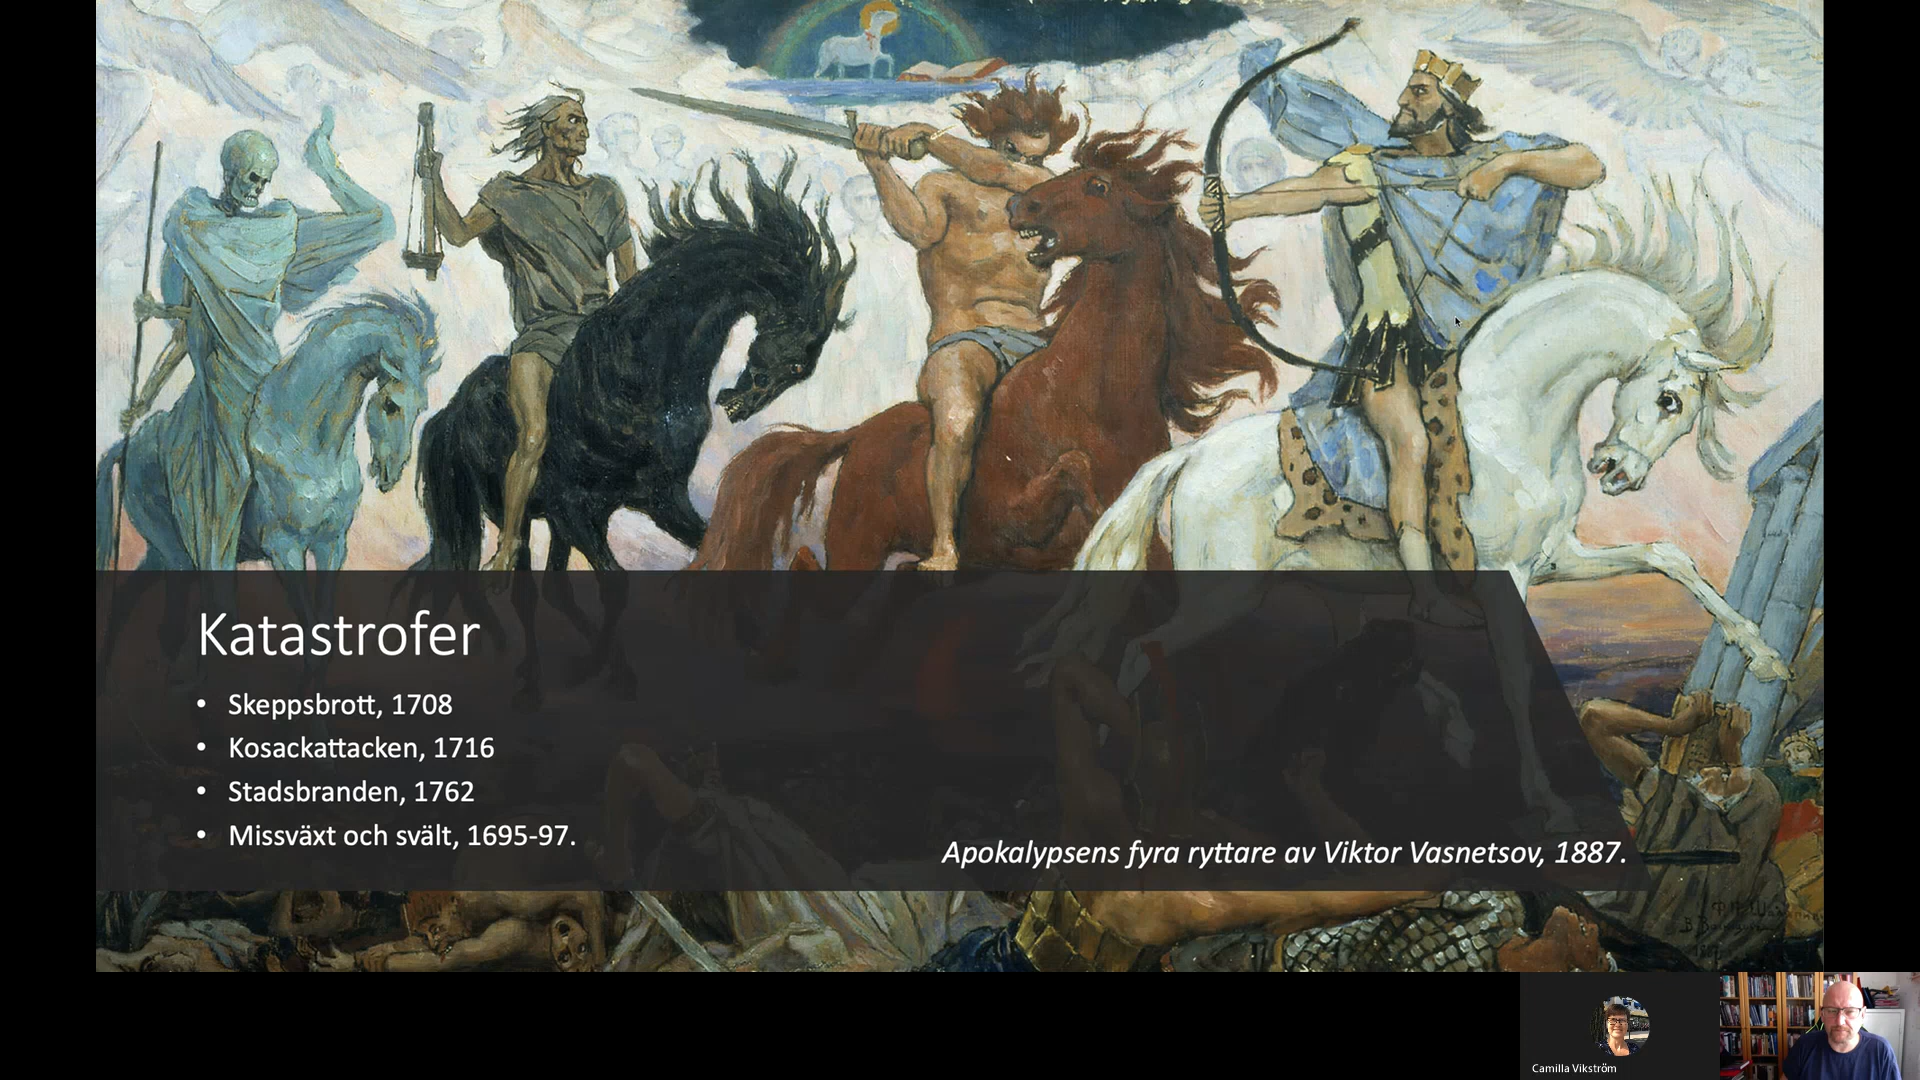 Katastrofer
• Skeppsbrott, 1708
• Kosackattacken, 1716
• Stadsbranden, 1762
• Missväxt och svält, 1695-97.
Apokalypsens fyra ryttare av Viktor Vasnetsov, 1887.
Camilla Vikström